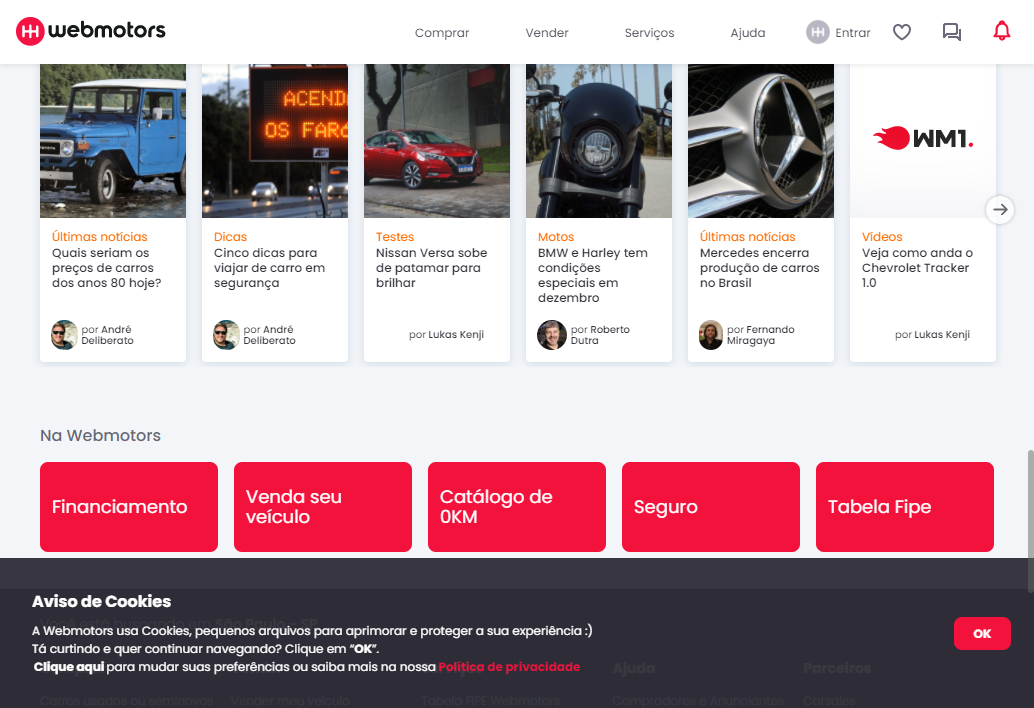 webmotors
Comprar
Vender
Serviços
Ajuda
Entrar
ACEND
OS FARÓ
WM1.
Últimas notícias
Quais seriam os
preços de carros
dos anos 80 hoje?
por André
Deliberato
Dicas
Cinco dicas para
viajar de carro em
segurança
por André
Deliberato
Testes
Nissan Versa sobe
de patamar para
brilhar
por Lukas Kenji
Motos
BMW e Harley tem
condições
especiais em
dezembro
por Roberto
Dutra
Últimas notícias
Mercedes encerra
produção de carros
no Brasil
por Fernando
Miragaya
Vídeos
Veja como anda o
Chevrolet Tracker
1.0
por Lukas Kenji
Na Webmotors
Financiamento
Venda seu
veículo
Catálogo de
0KM
Seguro
Tabela Fipe
Aviso de Cookies
A Webmotors usa Cookies, pequenos arquivos para aprimorar e proteger a sua experiência :)
Tá curtindo e quer continuar navegando? Clique em “OK”.
Clique aqui para mudar suas preferências ou saiba mais na nossa Política de privacidade
OK
Ajuda
Parceiros
Carros usados ou seminovos
Vender meu veículo
Tabela FIPE Webmotors
Compradores e Anunciantes
Carsales